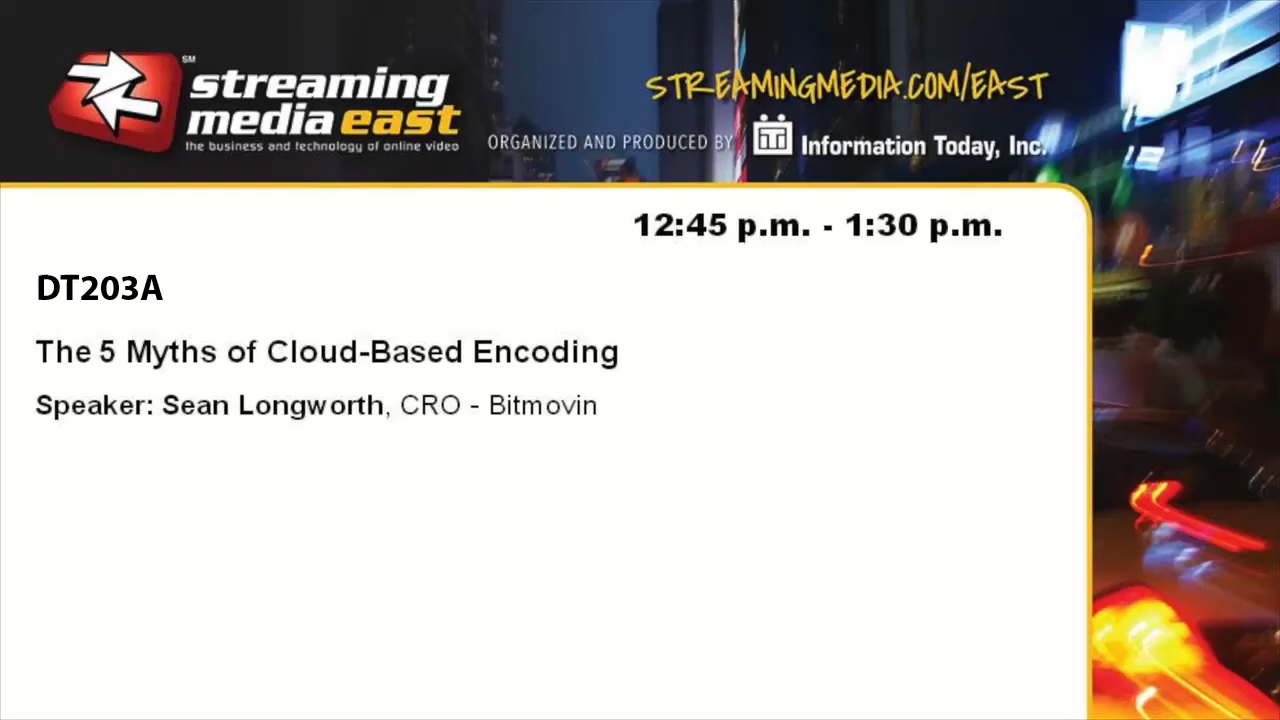 SM
streaming
media east
the business and technology of online video
STREAMINGMEDIA.COM/EAST
ORGANIZED AND PRODUCED BY
Information Today, Inc.
12:45 p.m. - 1:30 p.m.
DT203A
The 5 Myths of Cloud-Based Encoding
Speaker: Sean Longworth, CRO - Bitmovin